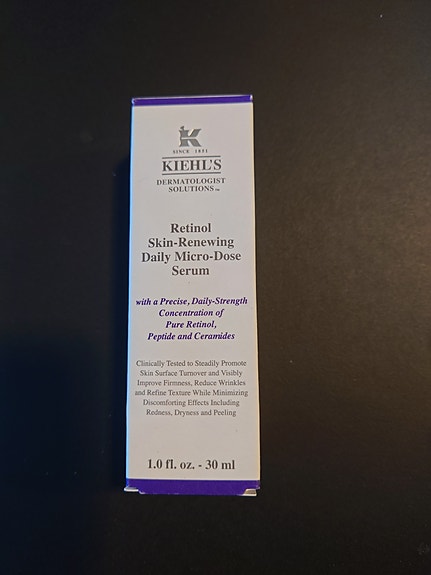 K
SINCE 1851
KIEHL'S
DERMATOLOGIST
SOLUTIONS™
Retinol
Skin-Renewing
Daily Micro-Dose
Serum
with a Precise, Daily-Strength
Concentration of
Pure Retinol,
Peptide and Ceramides
Clinically Tested to Steadily Promote
Skin Surface Turnover and Visibly
Improve Firmness, Reduce Wrinkles
and Refine Texture While Minimizing
Discomforting Effects Including
Redness, Dryness and Peeling
1.0 fl. oz. - 30 ml